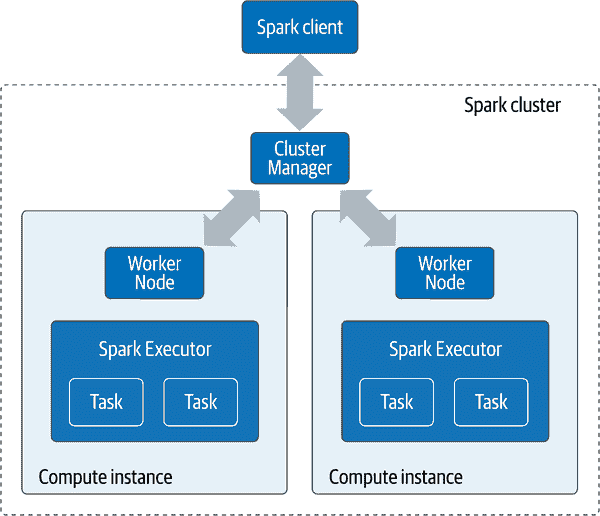 Spark client
Spark cluster
Cluster
Manager
Worker
Node
Spark Executor
Task
Task
Compute instance
Worker
Node
Spark Executor
Task
Task
Compute instance